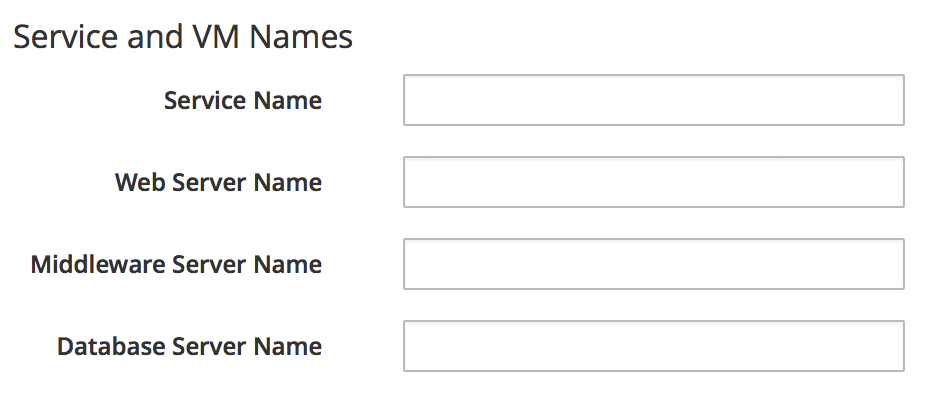 Service and VM Names
Service Name
Web Server Name
Middleware Server Name
Database Server Name